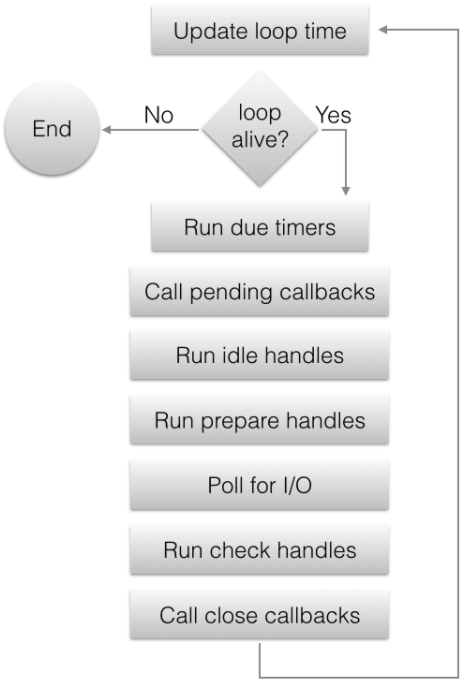 Update loop time
No
loop
alive?
Yes
End
Run due timers
Call pending callbacks
Run idle handles
Run prepare handles
Poll for I/O
Run check handles
Call close callbacks